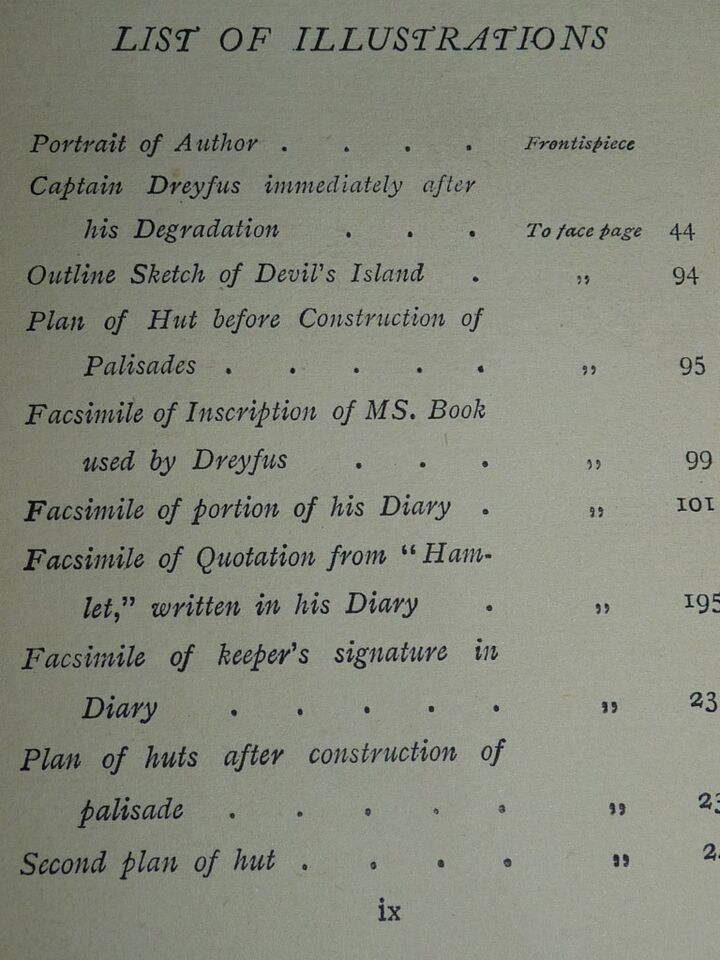 LIST OF ILLUSTRATIONS
Portrait of Author . . . . Frontispiece
Captain Dreyfus immediately after
his Degradation . . . To face page 44
Outline Sketch of Devil's Island . „ 94
Plan of Hut before Construction of
Palisades . . . . . „ 95
Facsimile of Inscription of MS. Book
used by Dreyfus . . . „ 99
Facsimile of portion of his Diary . „ 101
Facsimile of Quotation from “Ham-
let,” written in his Diary . „ 195
Facsimile of keeper's signature in
Diary . . . . . „ 23
Plan of huts after construction of
palisade . . . . . „ 23
Second plan of hut . . . . „ 2
ix